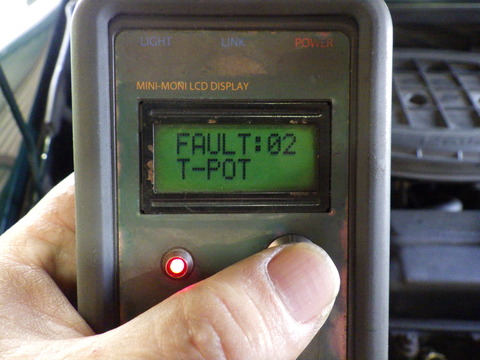 LIGHT LINK POWER
MINI-MONI LCD DISPLAY
FAULT:02
T-POT